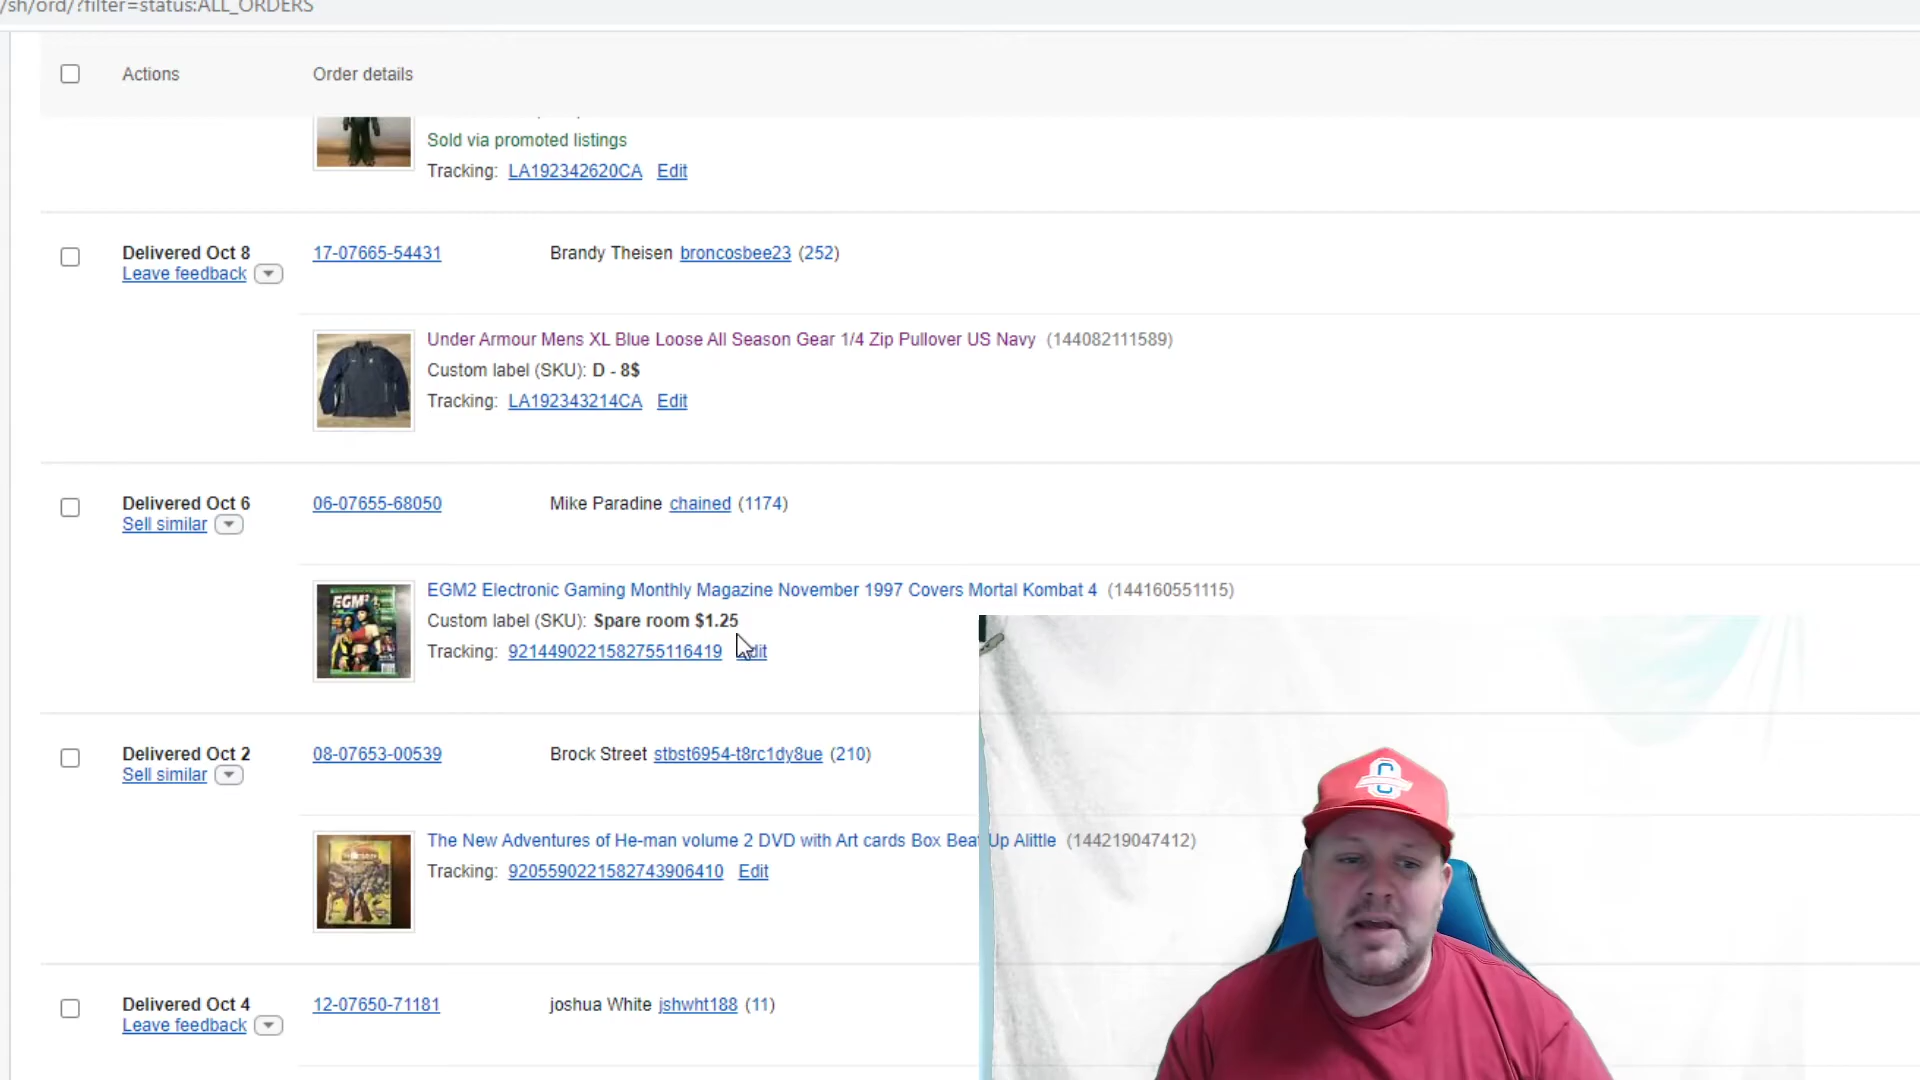 /sh/ord/?filter=status:ALL_ORDERS
Actions Order details
Sold via promoted listings
Tracking: LA192342620CA Edit
Delivered Oct 8 17-07665-54431 Brandy Theisen broncosbee23 (252)
Leave feedback
Under Armour Mens XL Blue Loose All Season Gear 1/4 Zip Pullover US Navy (144082111589)
Custom label (SKU): D - 8$
Tracking: LA192343214CA Edit
Delivered Oct 6 06-07655-68050 Mike Paradine chained (1174)
Sell similar
EGM2 Electronic Gaming Monthly Magazine November 1997 Covers Mortal Kombat 4 (144160551115)
Custom label (SKU): Spare room $1.25
Tracking: 9214490221582755116419 Edit
EGM2
Delivered Oct 2 08-07653-00539 Brock Street stbst6954-t8rc1dy8ue (210)
Sell similar
The New Adventures of He-man volume 2 DVD with Art cards Box Beat Up Alittle (144219047412)
Tracking: 9205590221582743906410 Edit
Delivered Oct 4 12-07650-71181 joshua White jshwht188 (11)
Leave feedback